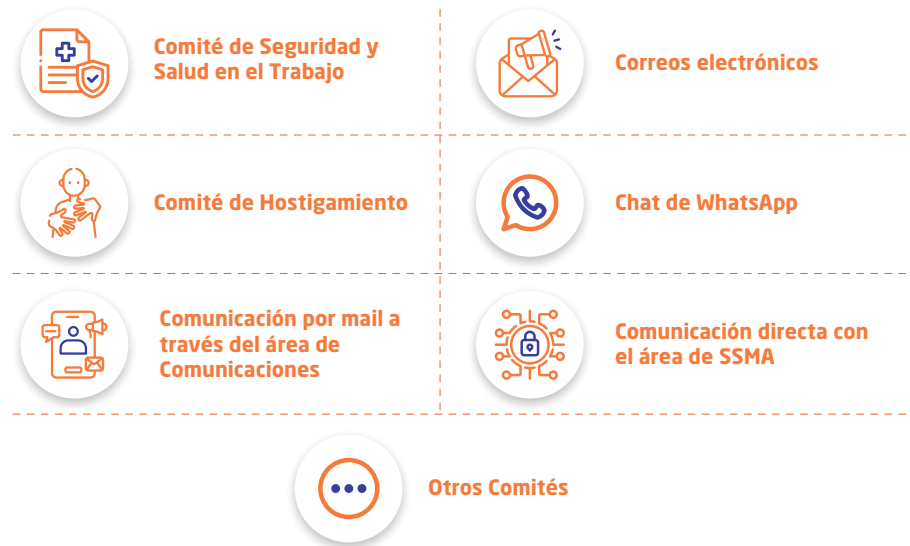 Comité de Seguridad y
Salud en el Trabajo
Correos electrónicos
Comité de Hostigamiento
Chat de WhatsApp
Comunicación por mail a
través del área de
Comunicaciones
Comunicación directa con
el área de SSMA
Otros Comités